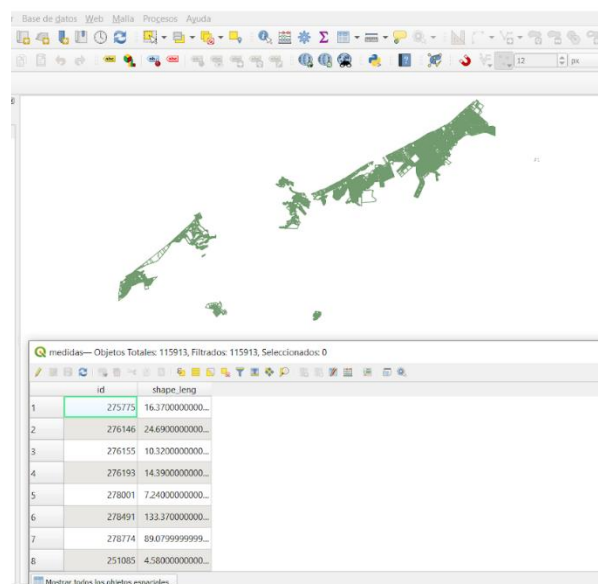 Base de datos Web Malla Procesos Ayuda
12 px
medidas— Objetos Totales: 115913, Filtrados: 115913, Seleccionados: 0
id shape_leng
1 275775 16.3700000000...
2 276146 24.6900000000...
3 276155 10.3200000000...
4 276193 14.3900000000...
5 278001 7.24000000000...
6 278491 133.370000000...
7 278774 89.0799999999...
8 251085 4.58000000000...
Mostrar todos los objetos espaciales